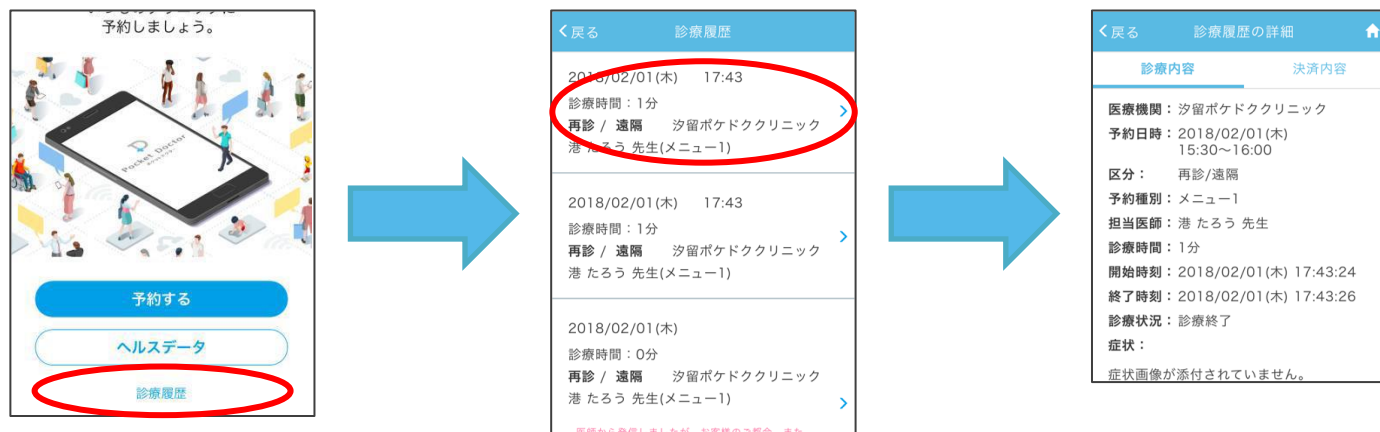 予約しましょう。
Pocket Doctor
予約する
ヘルスデータ
診療履歴
戻る 診療履歴
2018/02/01(木) 17:43
診療時間：1分
再診 / 遠隔 汐留ポケドククリニック
港 たろう 先生(メニュー1)
2018/02/01(木) 17:43
診療時間：1分
再診 / 遠隔 汐留ポケドククリニック
港 たろう 先生(メニュー1)
2018/02/01(木)
診療時間：0分
再診 / 遠隔 汐留ポケドククリニック
港 たろう 先生(メニュー1)
戻る 診療履歴の詳細
診療内容 決済内容
医療機関：汐留ポケドククリニック
予約日時：2018/02/01(木)
15:30～16:00
区分： 再診/遠隔
予約種別：メニュー1
担当医師：港 たろう 先生
診療時間：1分
開始時刻：2018/02/01(木) 17:43:24
終了時刻：2018/02/01(木) 17:43:26
診療状況：診療終了
症状：
症状画像が添付されていません。